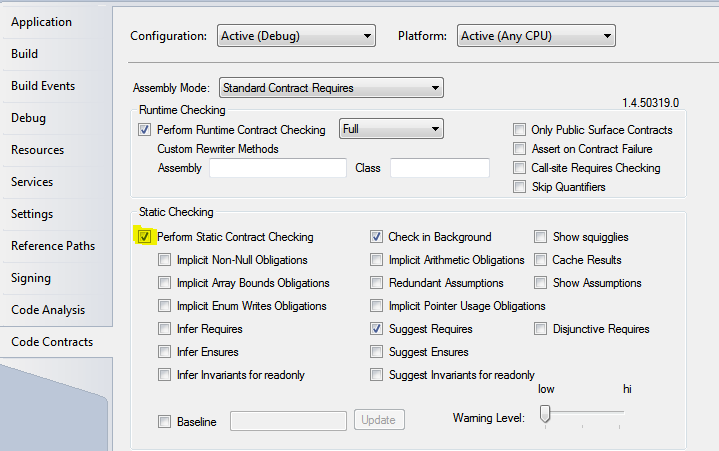 Application
Build
Build Events
Debug
Resources
Services
Settings
Reference Paths
Signing
Code Analysis
Code Contracts
Configuration: Active (Debug) Platform: Active (Any CPU)
Assembly Mode: Standard Contract Requires
1.4.50319.0
Runtime Checking
Perform Runtime Contract Checking Full Only Public Surface Contracts
Custom Rewriter Methods Assert on Contract Failure
Assembly Class Call-site Requires Checking
Skip Quantifiers
Static Checking
Perform Static Contract Checking Check in Background Show squigglies
Implicit Non-Null Obligations Implicit Arithmetic Obligations Cache Results
Implicit Array Bounds Obligations Redundant Assumptions Show Assumptions
Implicit Enum Writes Obligations Implicit Pointer Usage Obligations
Infer Requires Suggest Requires Disjunctive Requires
Infer Ensures Suggest Ensures
Infer Invariants for readonly Suggest Invariants for readonly
low hi
Baseline Update Warning Level: